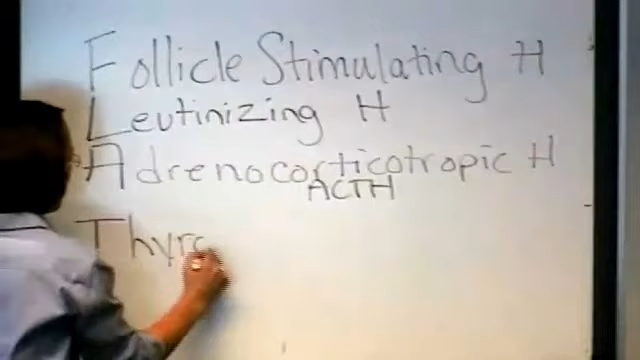 Follicle Stimulating H
Leutinizing H
Adrenocorticotropic H
ACTH
Thyro